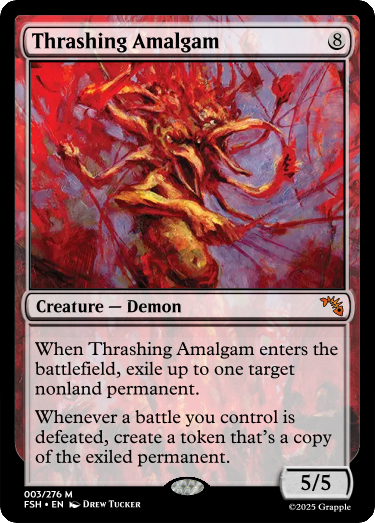 Thrashing Amalgam
8
Creature — Demon
When Thrashing Amalgam enters the
battlefield, exile up to one target
nonland permanent.
Whenever a battle you control is
defeated, create a token that's a copy
of the exiled permanent.
5/5
003/276 M
FSH • EN Drew Tucker
©2025 Grapple